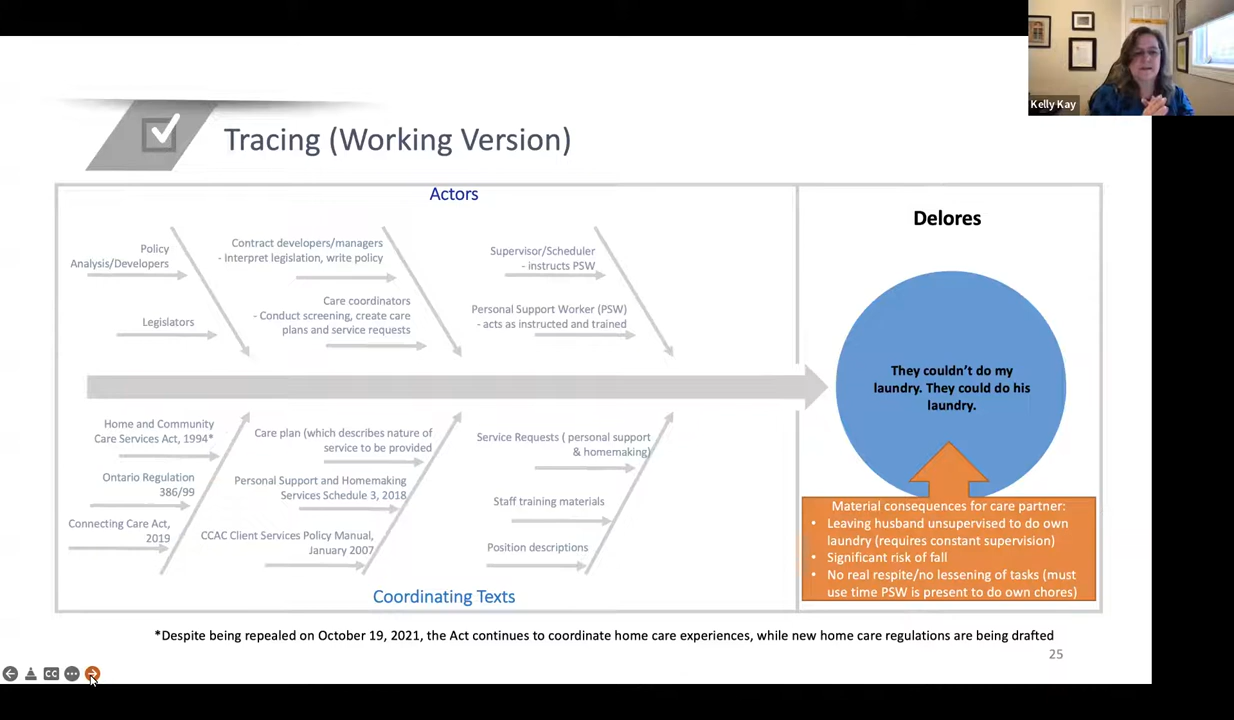 Kelly Kay
Tracing (Working Version)
Actors
Policy
Analysis/Developers
Legislators
Contract developers/managers
- Interpret legislation, write policy
Care coordinators
- Conduct screening, create care
plans and service requests
Supervisor/Scheduler
- instructs PSW
Personal Support Worker (PSW)
- acts as instructed and trained
Home and Community
Care Services Act, 1994*
Ontario Regulation
386/99
Connecting Care Act,
2019
Care plan (which describes nature of
service to be provided
Personal Support and Homemaking
Services Schedule 3, 2018
CCAC Client Services Policy Manual,
January 2007
Service Requests ( personal support
& homemaking)
Staff training materials
Position descriptions
Coordinating Texts
Delores
They couldn't do my
laundry. They could do his
laundry.
Material consequences for care partner:
• Leaving husband unsupervised to do own
laundry (requires constant supervision)
• Significant risk of fall
• No real respite/no lessening of tasks (must
use time PSW is present to do own chores)
*Despite being repealed on October 19, 2021, the Act continues to coordinate home care experiences, while new home care regulations are being drafted
25
CC